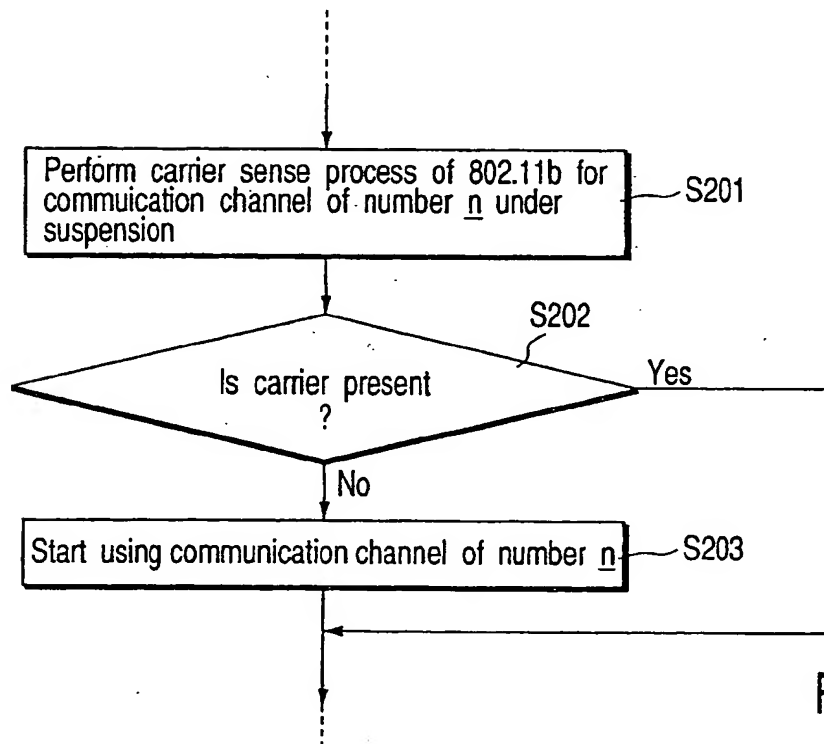 Perform carrier sense process of 802.11b for
commuication channel of number n under
suspension
S201
S202
Is carrier present
?
Yes
No
Start using communication channel of number n
S203
F